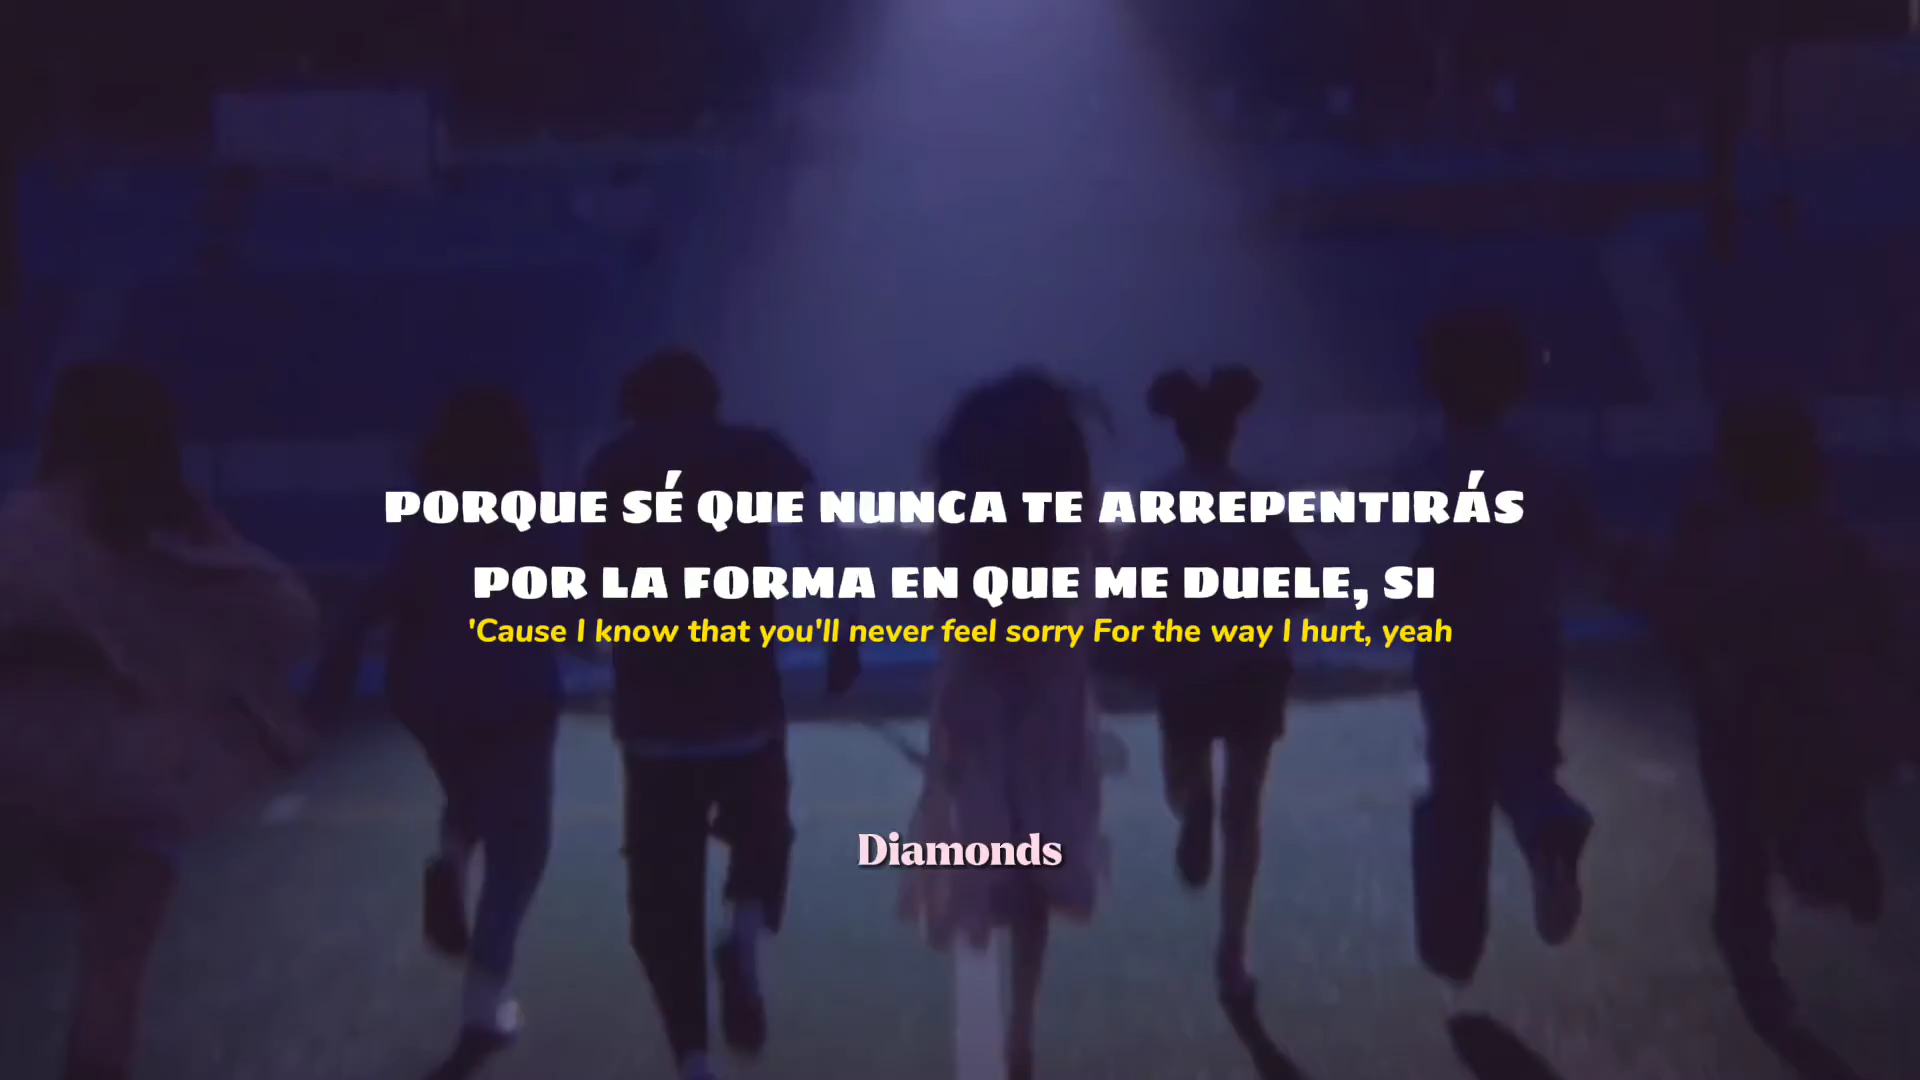 PORQUE SÉ QUE NUNCA TE ARREPENTIRÁS
POR LA FORMA EN QUE ME DUELE, SI
'Cause I know that you'll never feel sorry For the way I hurt, yeah
Diamonds